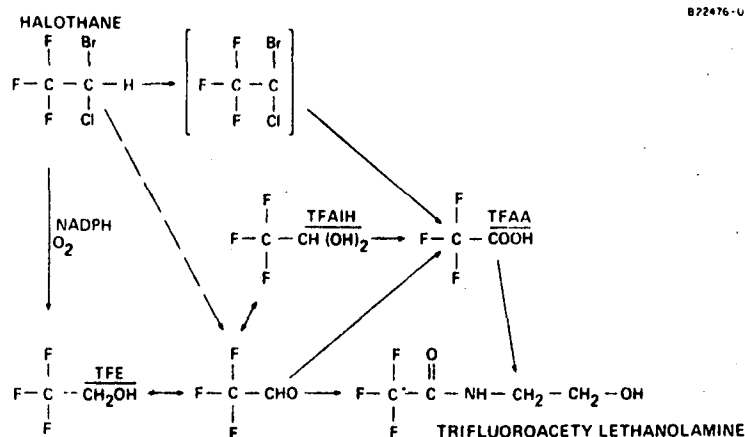 B22476-U
HALOTHANE
F Br Br
F – C – C – H → F – C – C
F Cl F Cl
NADPH
O2
F TFAIH F TFAA
F – C – CH (OH)2 → F – C – COOH
F F
F TFE F F O
F – C – CH2OH ↔ F – C – CHO → F – C – C – NH – CH2 – CH2 – OH
F F F
TRIFLUOROACETY LETHANOLAMINE